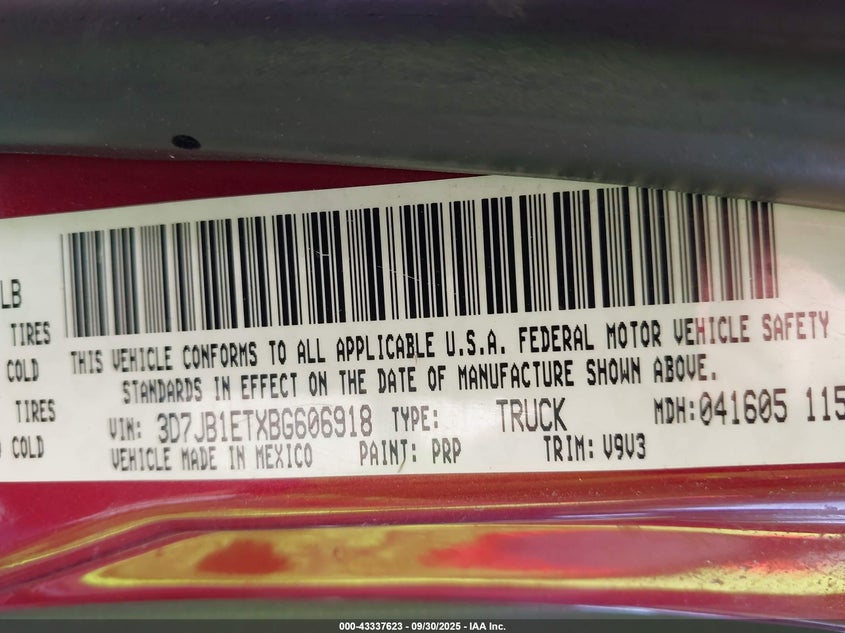 LB
TIRES
COLD
TIRES
COLD
THIS VEHICLE CONFORMS TO ALL APPLICABLE U.S.A. FEDERAL MOTOR VEHICLE SAFETY
STANDARDS IN EFFECT ON THE DATE OF MANUFACTURE SHOWN ABOVE.
VIN: 3D7JB1ETXBG606918 TYPE: TRUCK MDH:041605 115
VEHICLE MADE IN MEXICO PAINT: PRP TRIM: V9V3
000-43337623 - 09/30/2025 - IAA Inc.